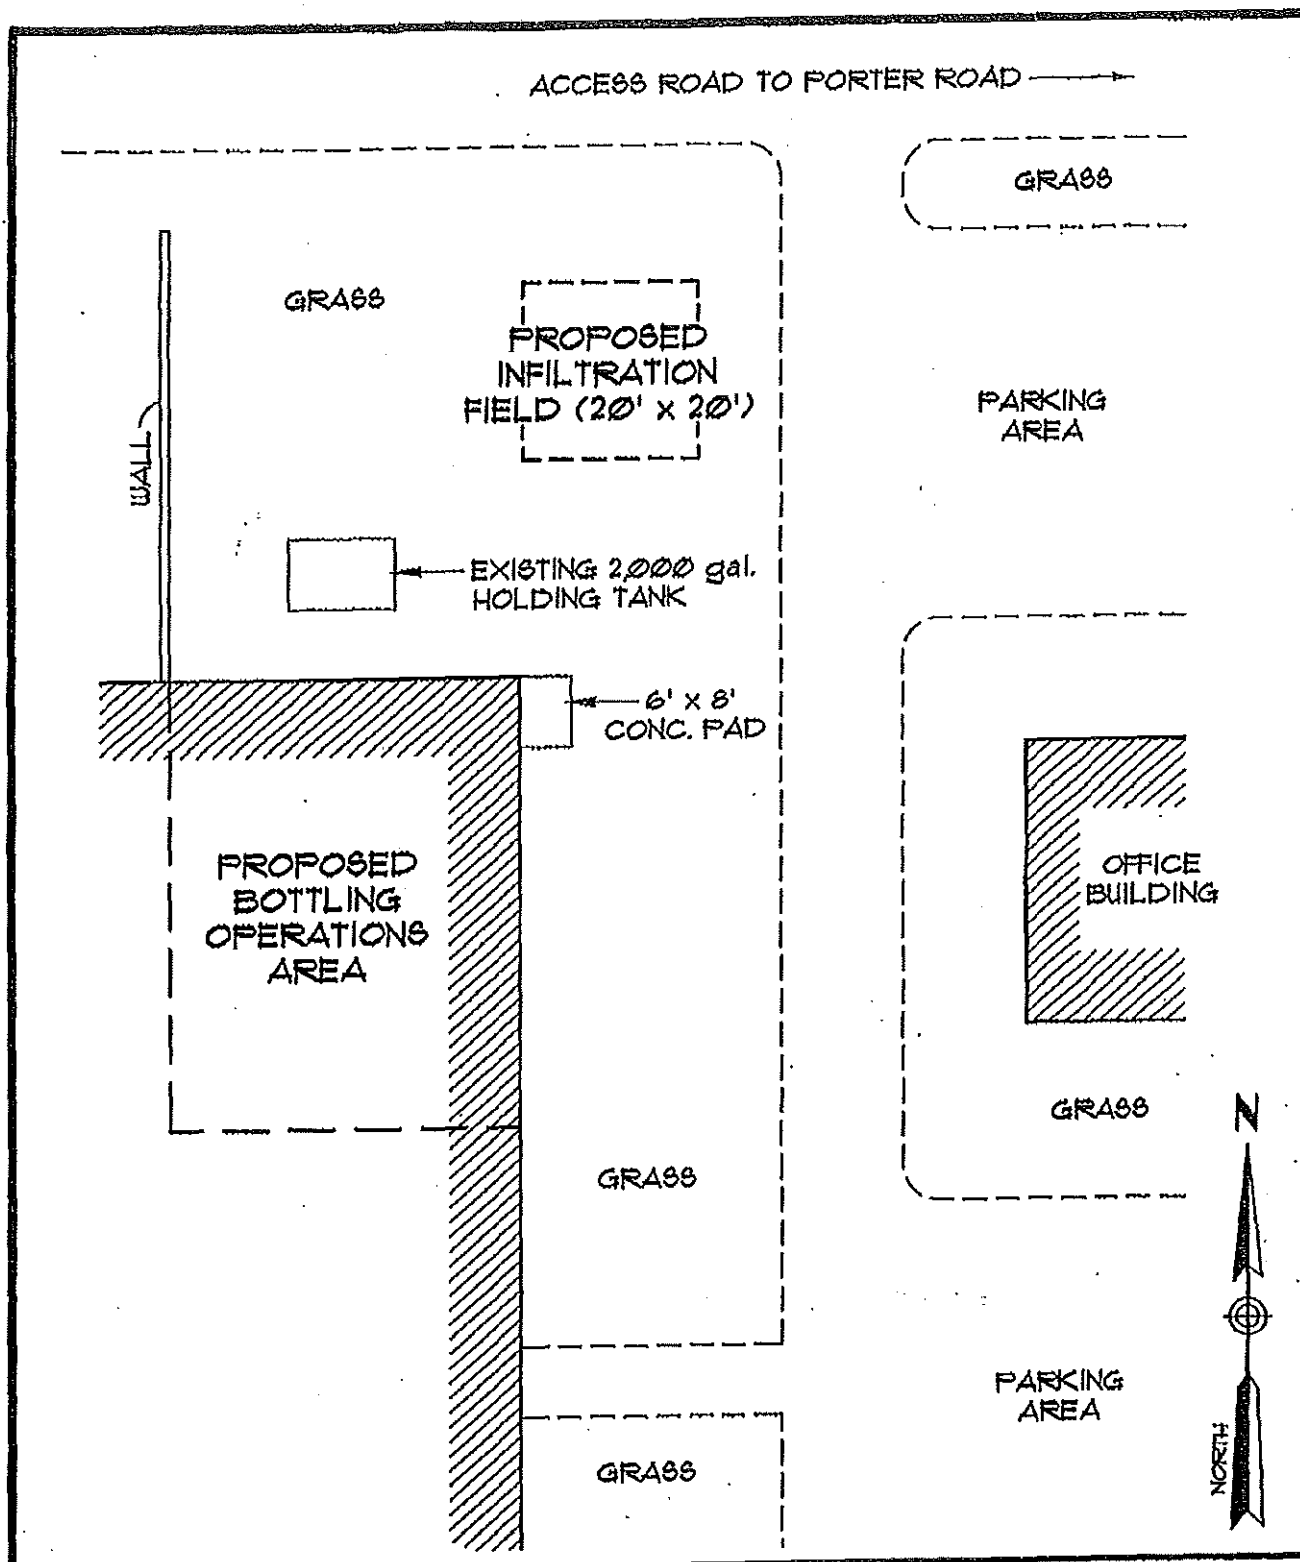 ACCESS ROAD TO PORTER ROAD
GRASS
GRASS
PROPOSED
INFILTRATION
FIELD (20' x 20')
PARKING
AREA
WALL
EXISTING 2,000 gal.
HOLDING TANK
6' x 8'
CONC. PAD
PROPOSED
BOTTLING
OPERATIONS
AREA
OFFICE
BUILDING
GRASS
N
GRASS
PARKING
AREA
NORTH
GRASS